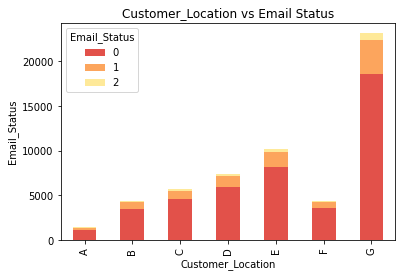 Customer_Location vs Email Status
Email_Status
0
1
2
Email_Status
20000
15000
10000
5000
0
A B C D E F G
Customer_Location